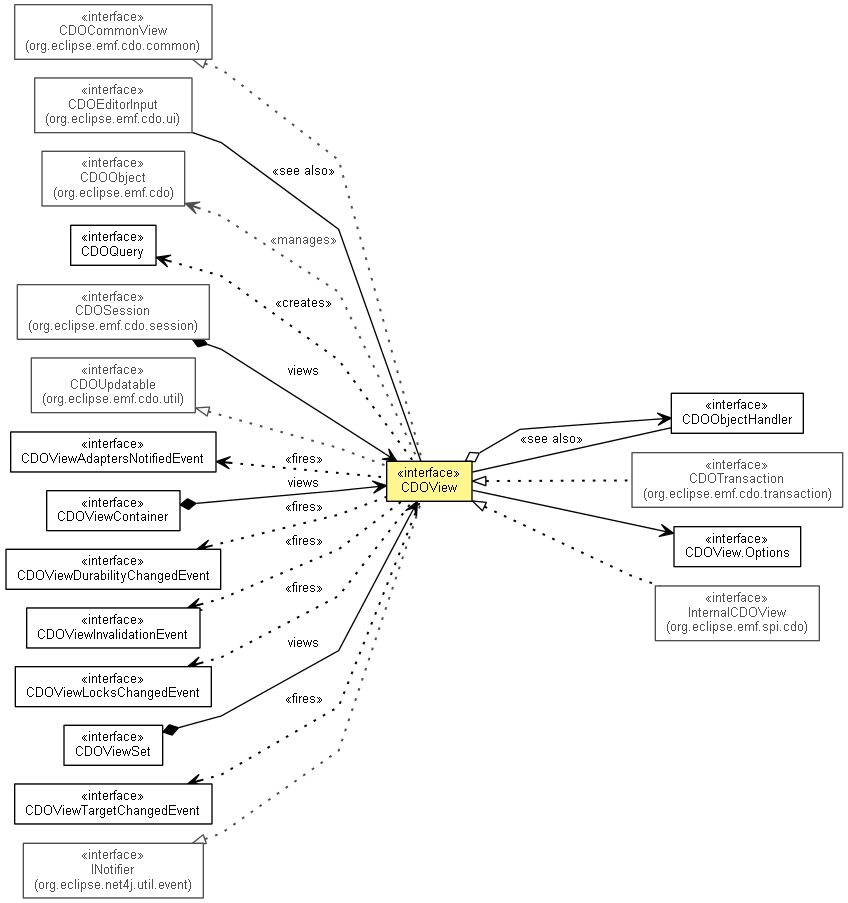 «interface»
CDOCommonView
(org.eclipse.emf.cdo.common)
«interface»
CDOEditorInput
(org.eclipse.emf.cdo.ui)
«see also»
«interface»
CDOObject
(org.eclipse.emf.cdo)
«manages»
«interface»
CDOQuery
«creates»
«interface»
CDOSession
(org.eclipse.emf.cdo.session)
views
«interface»
CDOUpdatable
(org.eclipse.emf.cdo.util)
«interface»
CDOViewAdaptersNotifiedEvent
«fires»
views
«interface»
CDOViewContainer
«fires»
«fires»
«interface»
CDOViewDurabilityChangedEvent
«fires»
«interface»
CDOViewInvalidationEvent
views
«interface»
CDOViewLocksChangedEvent
«fires»
«interface»
CDOViewSet
«interface»
CDOViewTargetChangedEvent
«interface»
INotifier
(org.eclipse.net4j.util.event)
«interface»
CDOView
«see also»
«interface»
CDOObjectHandler
«interface»
CDOTransaction
(org.eclipse.emf.cdo.transaction)
«interface»
CDOView.Options
«interface»
InternalCDOView
(org.eclipse.emf.spi.cdo)